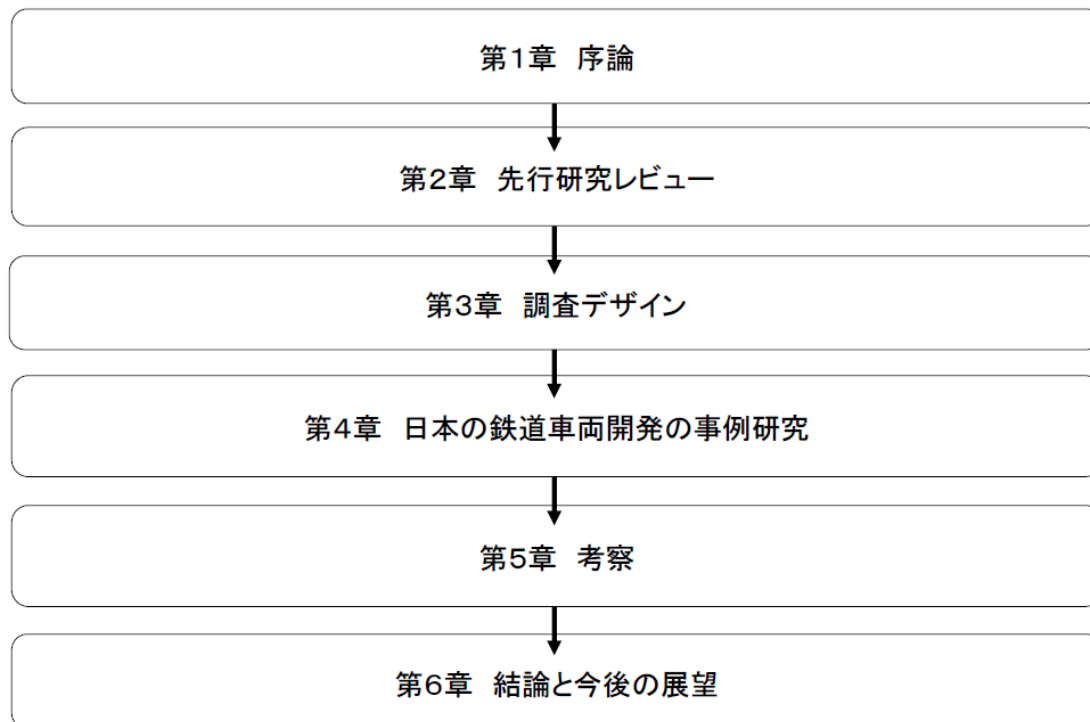 第1章 序論
第2章 先行研究レビュー
第3章 調査デザイン
第4章 日本の鉄道車両開発の事例研究
第5章 考察
第6章 結論と今後の展望